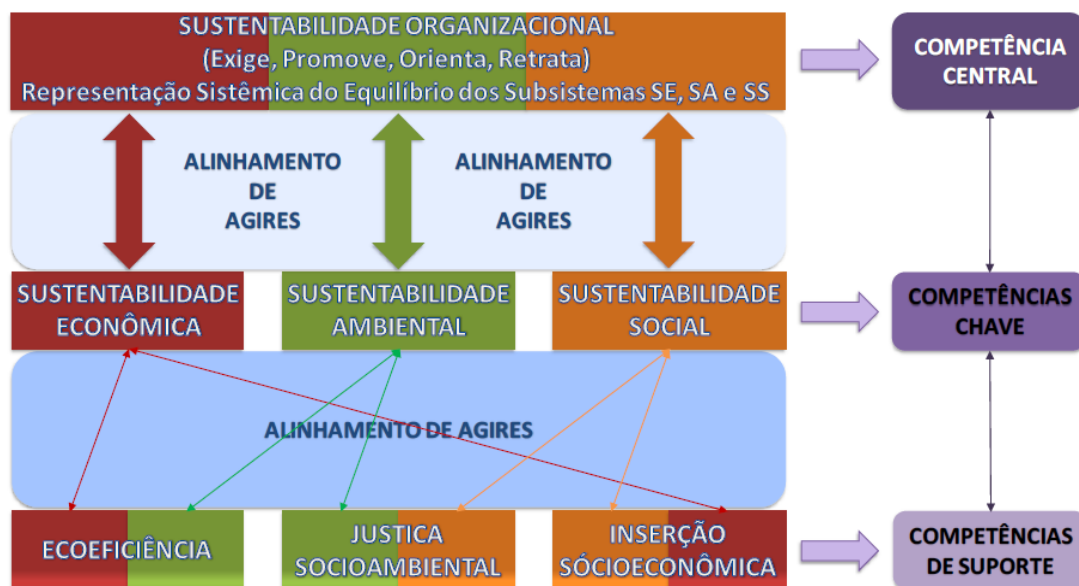 SUSTENTABILIDADE ORGANIZACIONAL
(Exige, Promove, Orienta, Retrata)
Representação Sistêmica do Equilíbrio dos Subsistemas SE, SA e SS
COMPETÊNCIA
CENTRAL
ALINHAMENTO
DE
AGIRES
ALINHAMENTO
DE
AGIRES
SUSTENTABILIDADE
ECONÔMICA
SUSTENTABILIDADE
AMBIENTAL
SUSTENTABILIDADE
SOCIAL
COMPETÊNCIAS
CHAVE
ALINHAMENTO DE AGIRES
ECOEFICIÊNCIA
JUSTICA
SOCIOAMBIENTAL
INSERÇÃO
SÓCIOECONÔMICA
COMPETÊNCIAS
DE SUPORTE